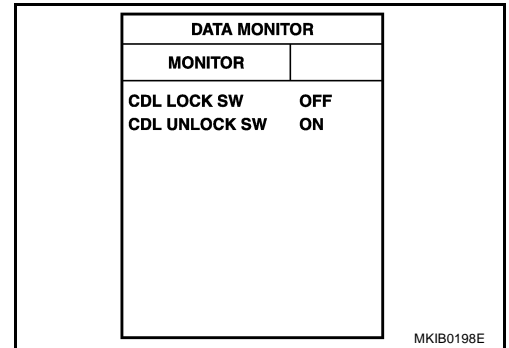 DATA MONITOR
MONITOR
CDL LOCK SW OFF
CDL UNLOCK SW ON
MKIB0198E